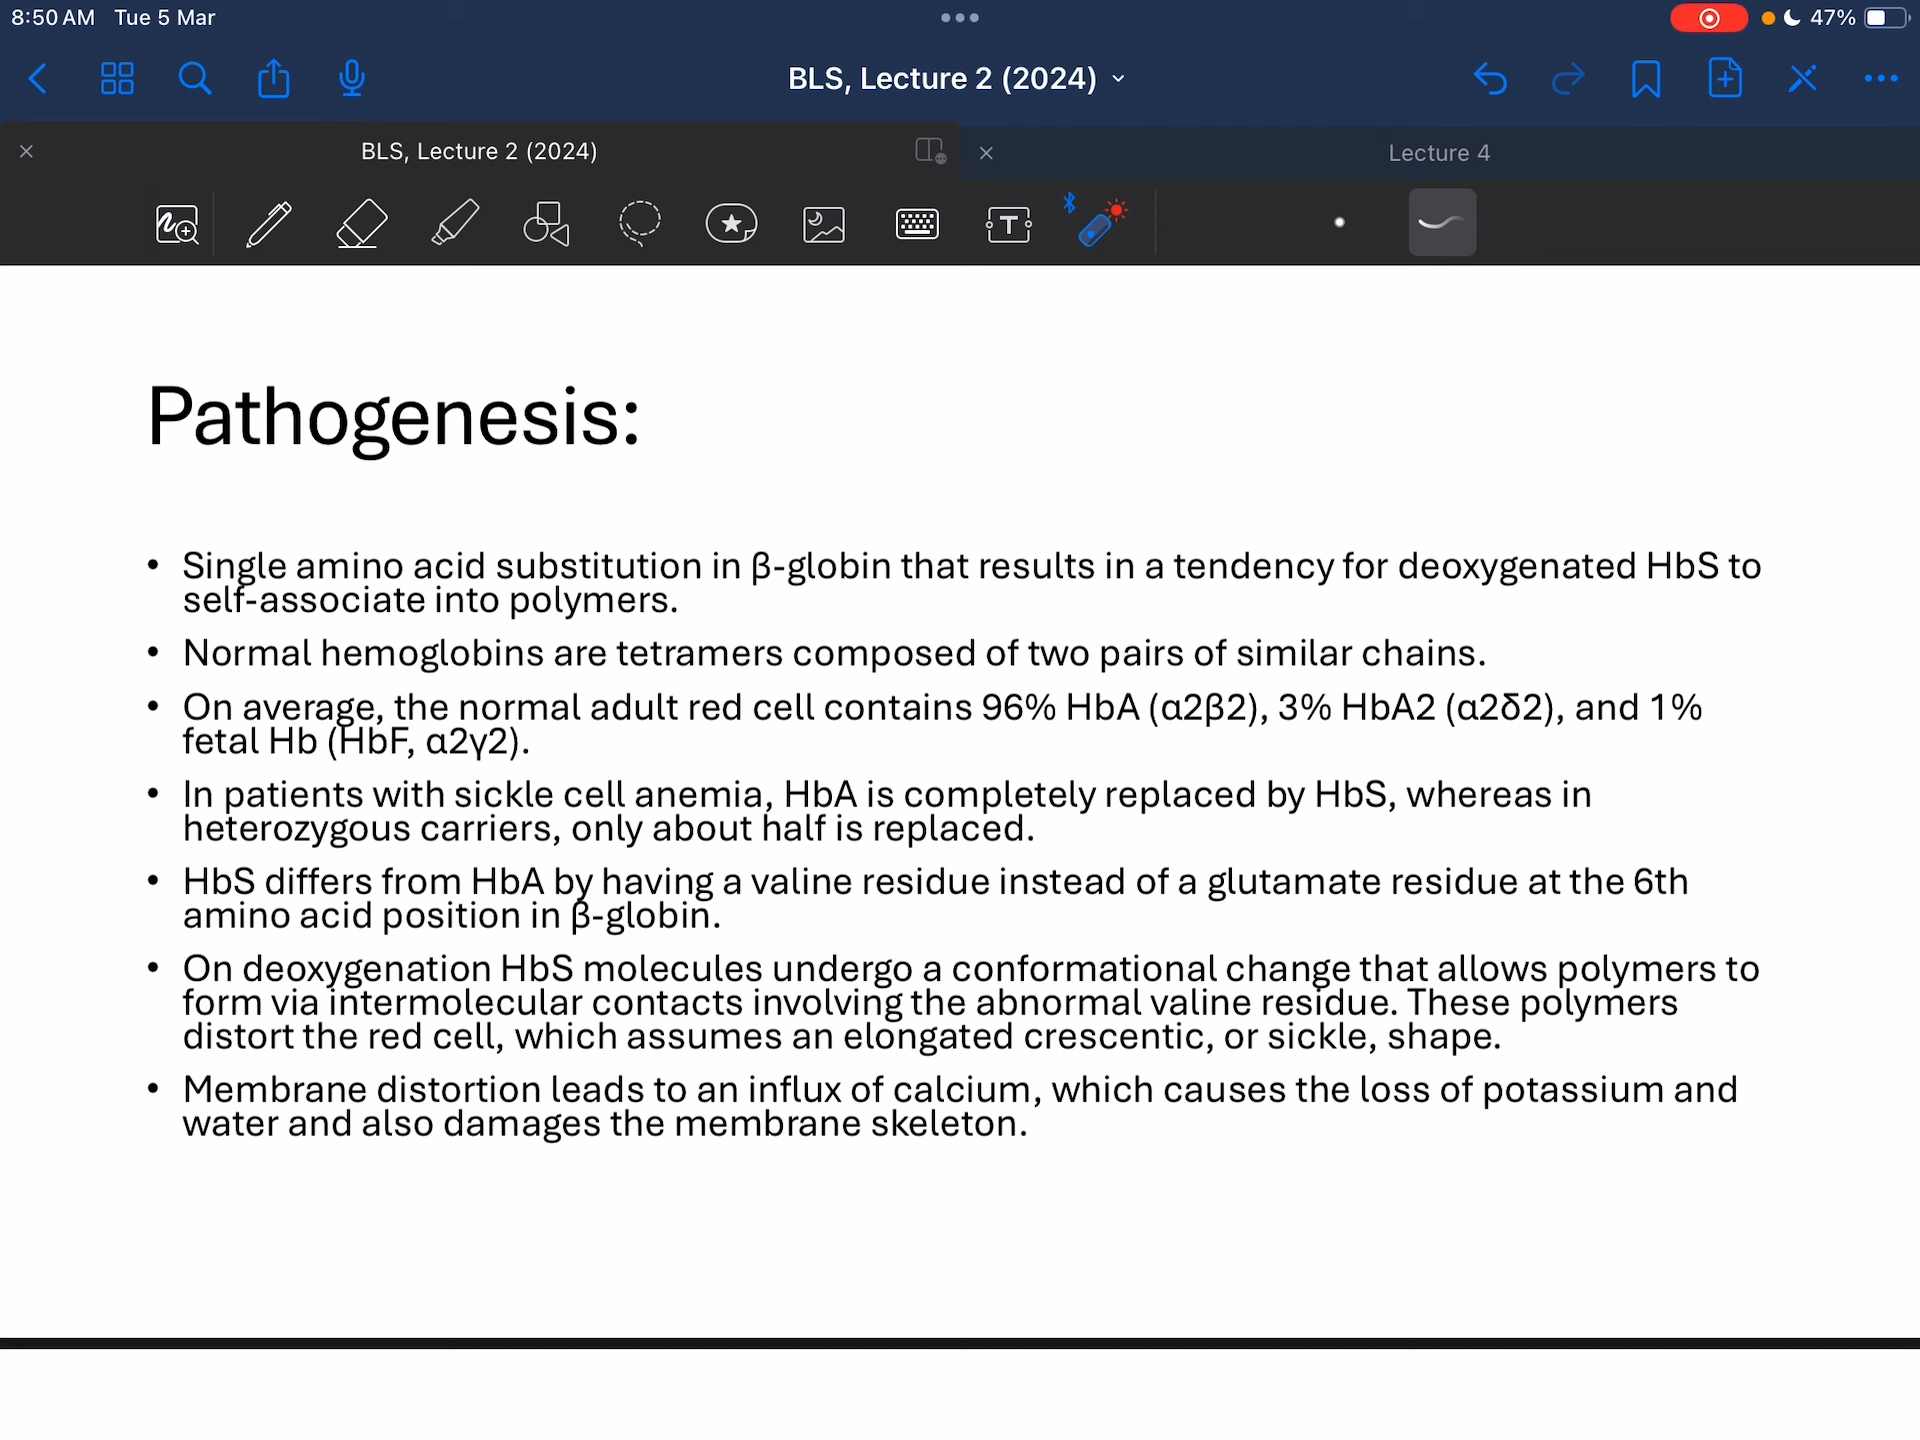 8:50 AM Tue 5 Mar
47%
BLS, Lecture 2 (2024)
BLS, Lecture 2 (2024)
Lecture 4
T
Pathogenesis:
• Single amino acid substitution in β-globin that results in a tendency for deoxygenated HbS to
self-associate into polymers.
• Normal hemoglobins are tetramers composed of two pairs of similar chains.
• On average, the normal adult red cell contains 96% HbA (α2β2), 3% HbA2 (α2δ2), and 1%
fetal Hb (HbF, α2γ2).
• In patients with sickle cell anemia, HbA is completely replaced by HbS, whereas in
heterozygous carriers, only about half is replaced.
• HbS differs from HbA by having a valine residue instead of a glutamate residue at the 6th
amino acid position in β-globin.
• On deoxygenation HbS molecules undergo a conformational change that allows polymers to
form via intermolecular contacts involving the abnormal valine residue. These polymers
distort the red cell, which assumes an elongated crescentic, or sickle, shape.
• Membrane distortion leads to an influx of calcium, which causes the loss of potassium and
water and also damages the membrane skeleton.